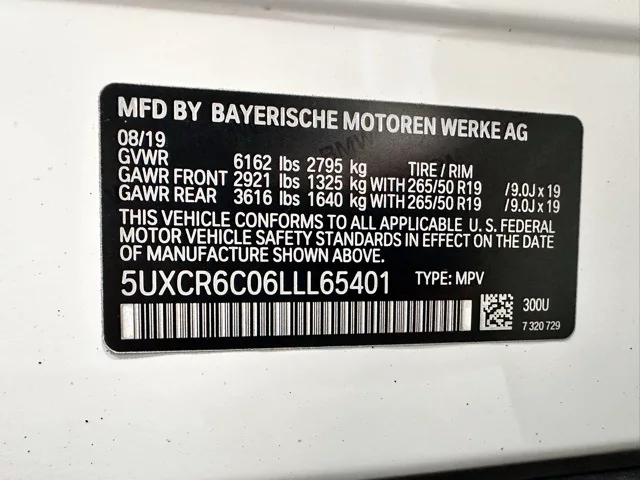 MFD BY BAYERISCHE MOTOREN WERKE AG
08/19
GVWR 6162 lbs 2795 kg TIRE / RIM
GAWR FRONT 2921 lbs 1325 kg WITH 265/50 R19 /9.0J x 19
GAWR REAR 3616 lbs 1640 kg WITH 265/50 R19 /9.0J x 19
THIS VEHICLE CONFORMS TO ALL APPLICABLE U. S. FEDERAL
MOTOR VEHICLE SAFETY STANDARDS IN EFFECT ON THE DATE
OF MANUFACTURE SHOWN ABOVE.
5UXCR6C06LLL65401 TYPE: MPV
300U
7 320 729